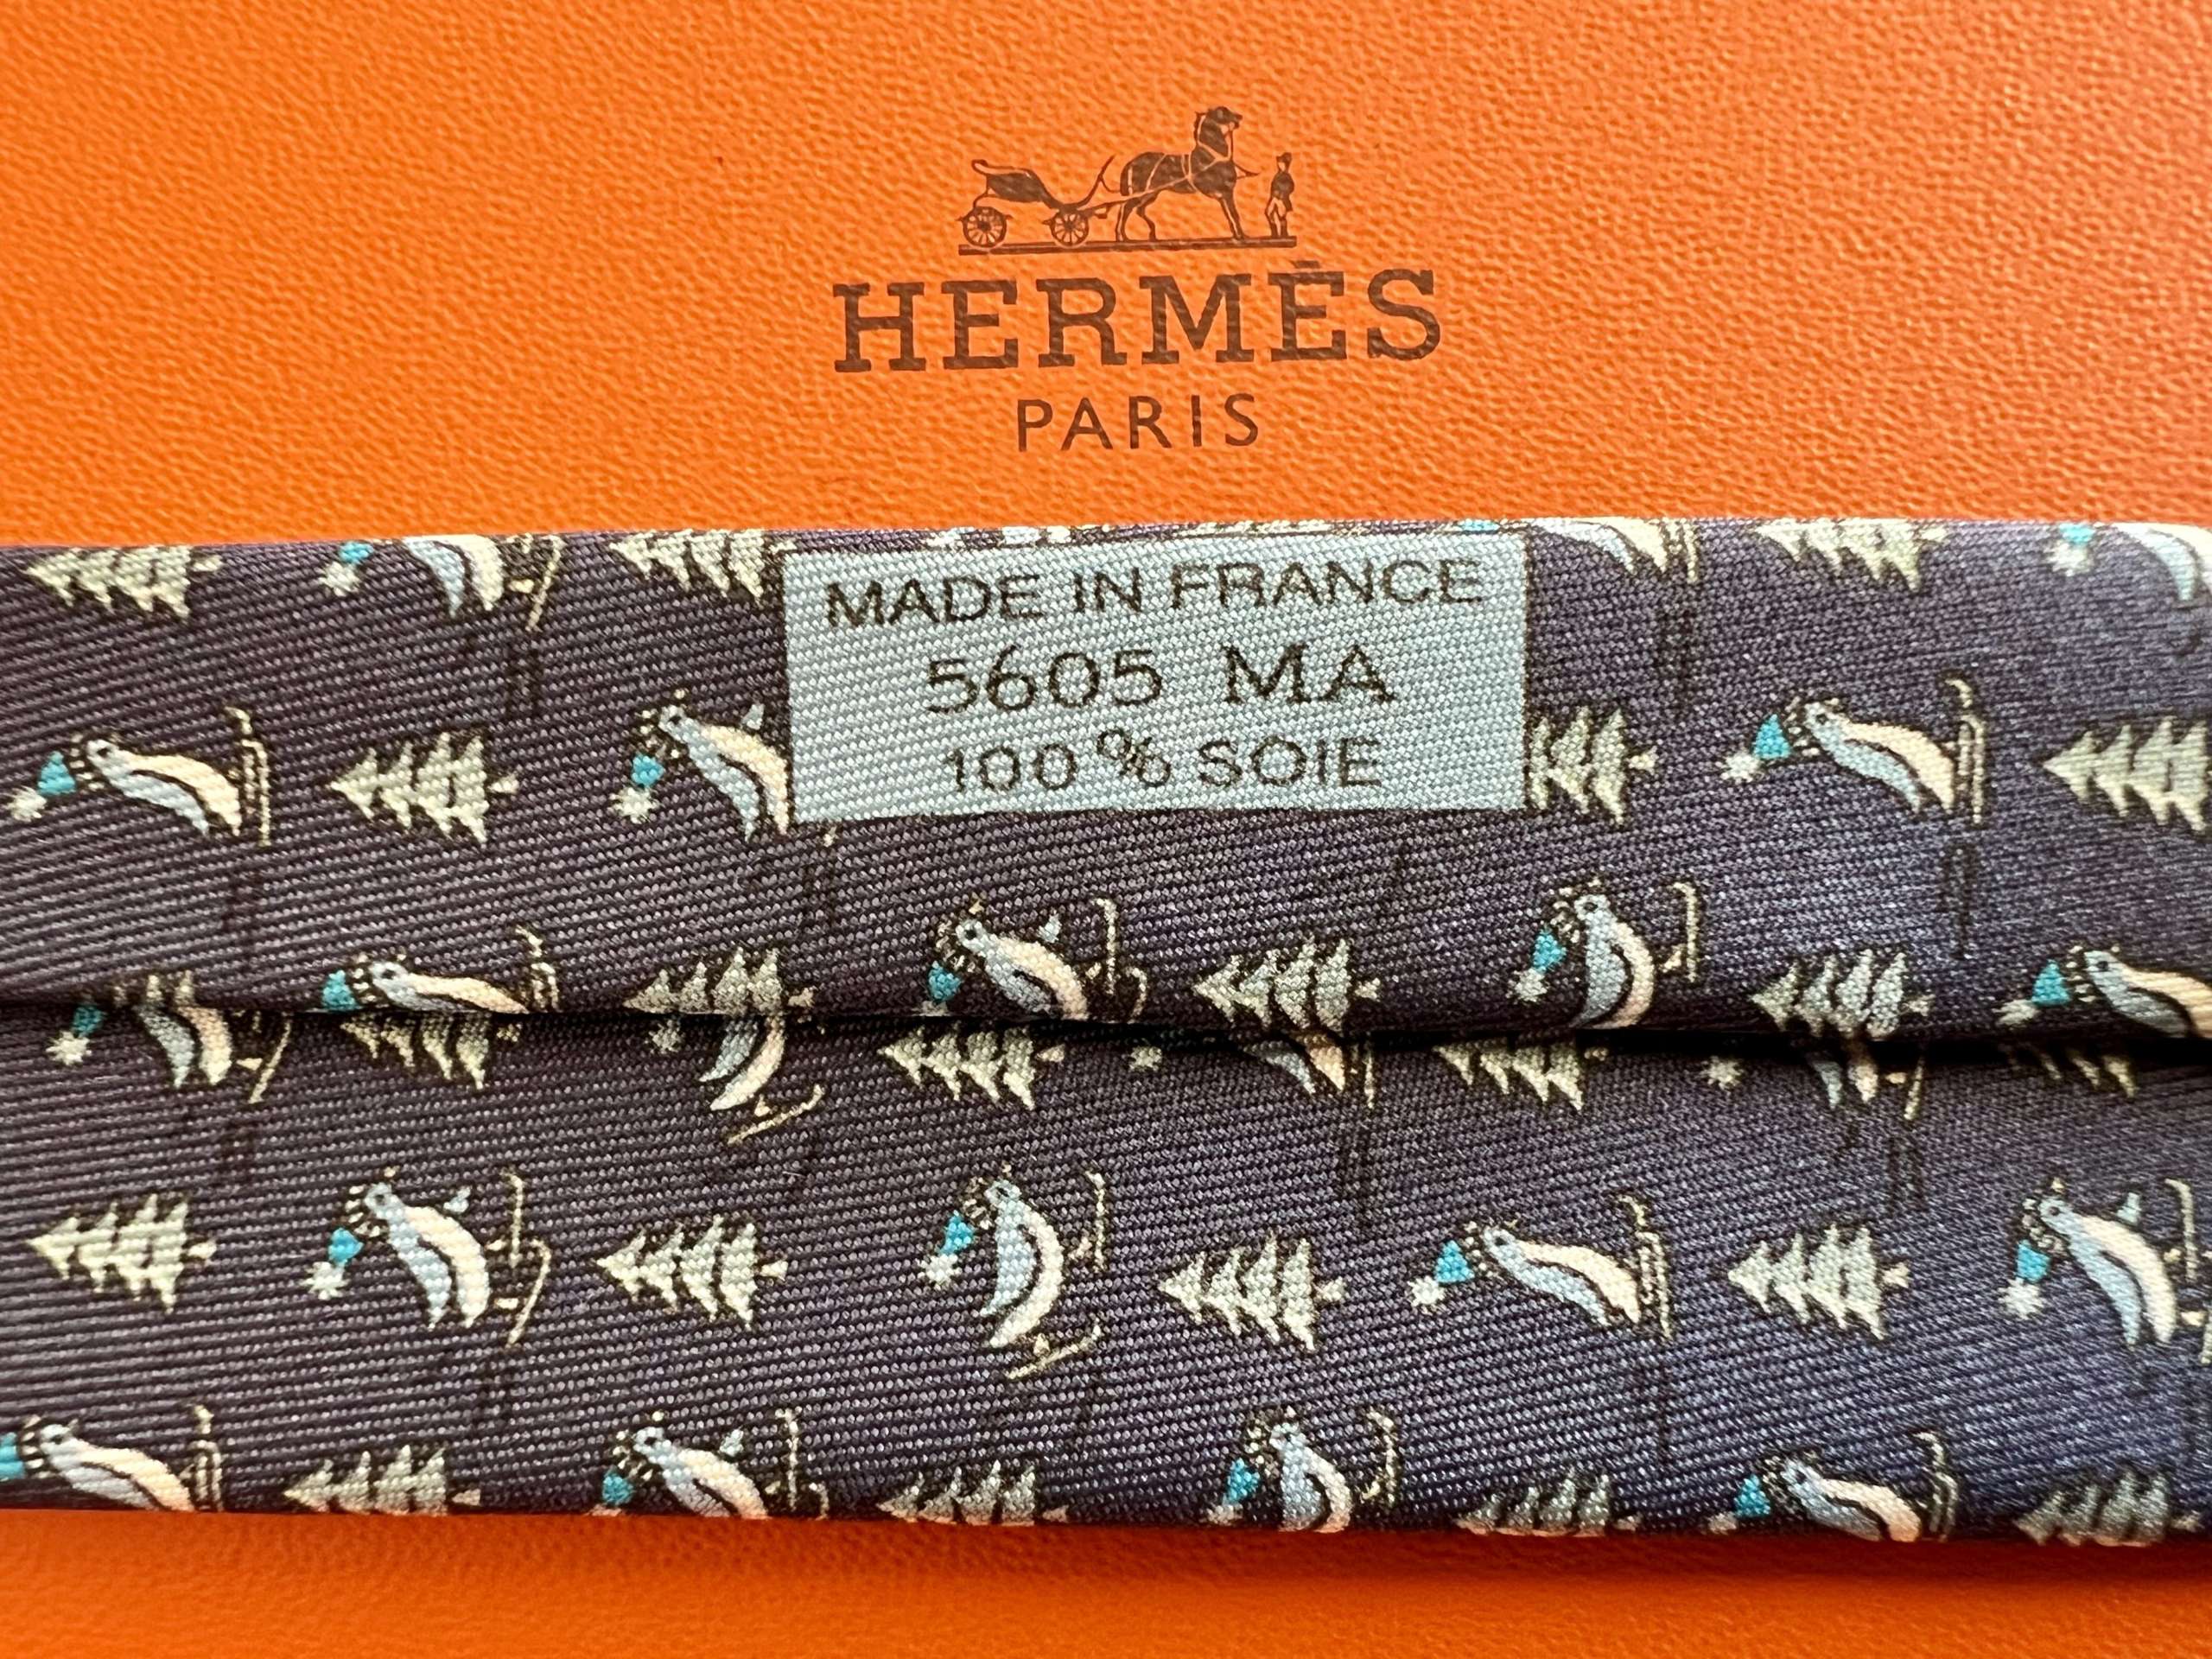 HERMÈS
PARIS
MADE IN FRANCE
5605 MA
100% SOIE